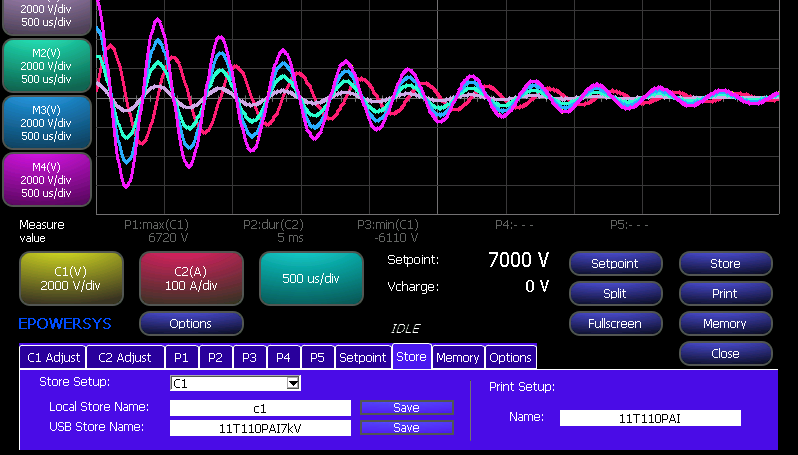 2000 V/div
500 us/div
M2(V)
2000 V/div
500 us/div
M3(V)
2000 V/div
500 us/div
M4(V)
2000 V/div
500 us/div
Measure P1:max(C1) P2:dur(C2) P3:min(C1) P4:- - - P5:- - -
value 6720 V 5 ms -6110 V
C1(V)
2000 V/div
C2(A)
100 A/div
500 us/div
Setpoint: 7000 V
Vcharge: 0 V
Setpoint Store
Split Print
Fullscreen Memory
Close
EPOWERSYS Options IDLE
C1 Adjust C2 Adjust P1 P2 P3 P4 P5 Setpoint Store Memory Options
Store Setup: C1
Local Store Name: c1 Save
USB Store Name: 11T110PAI7kV Save
Print Setup:
Name: 11T110PAI